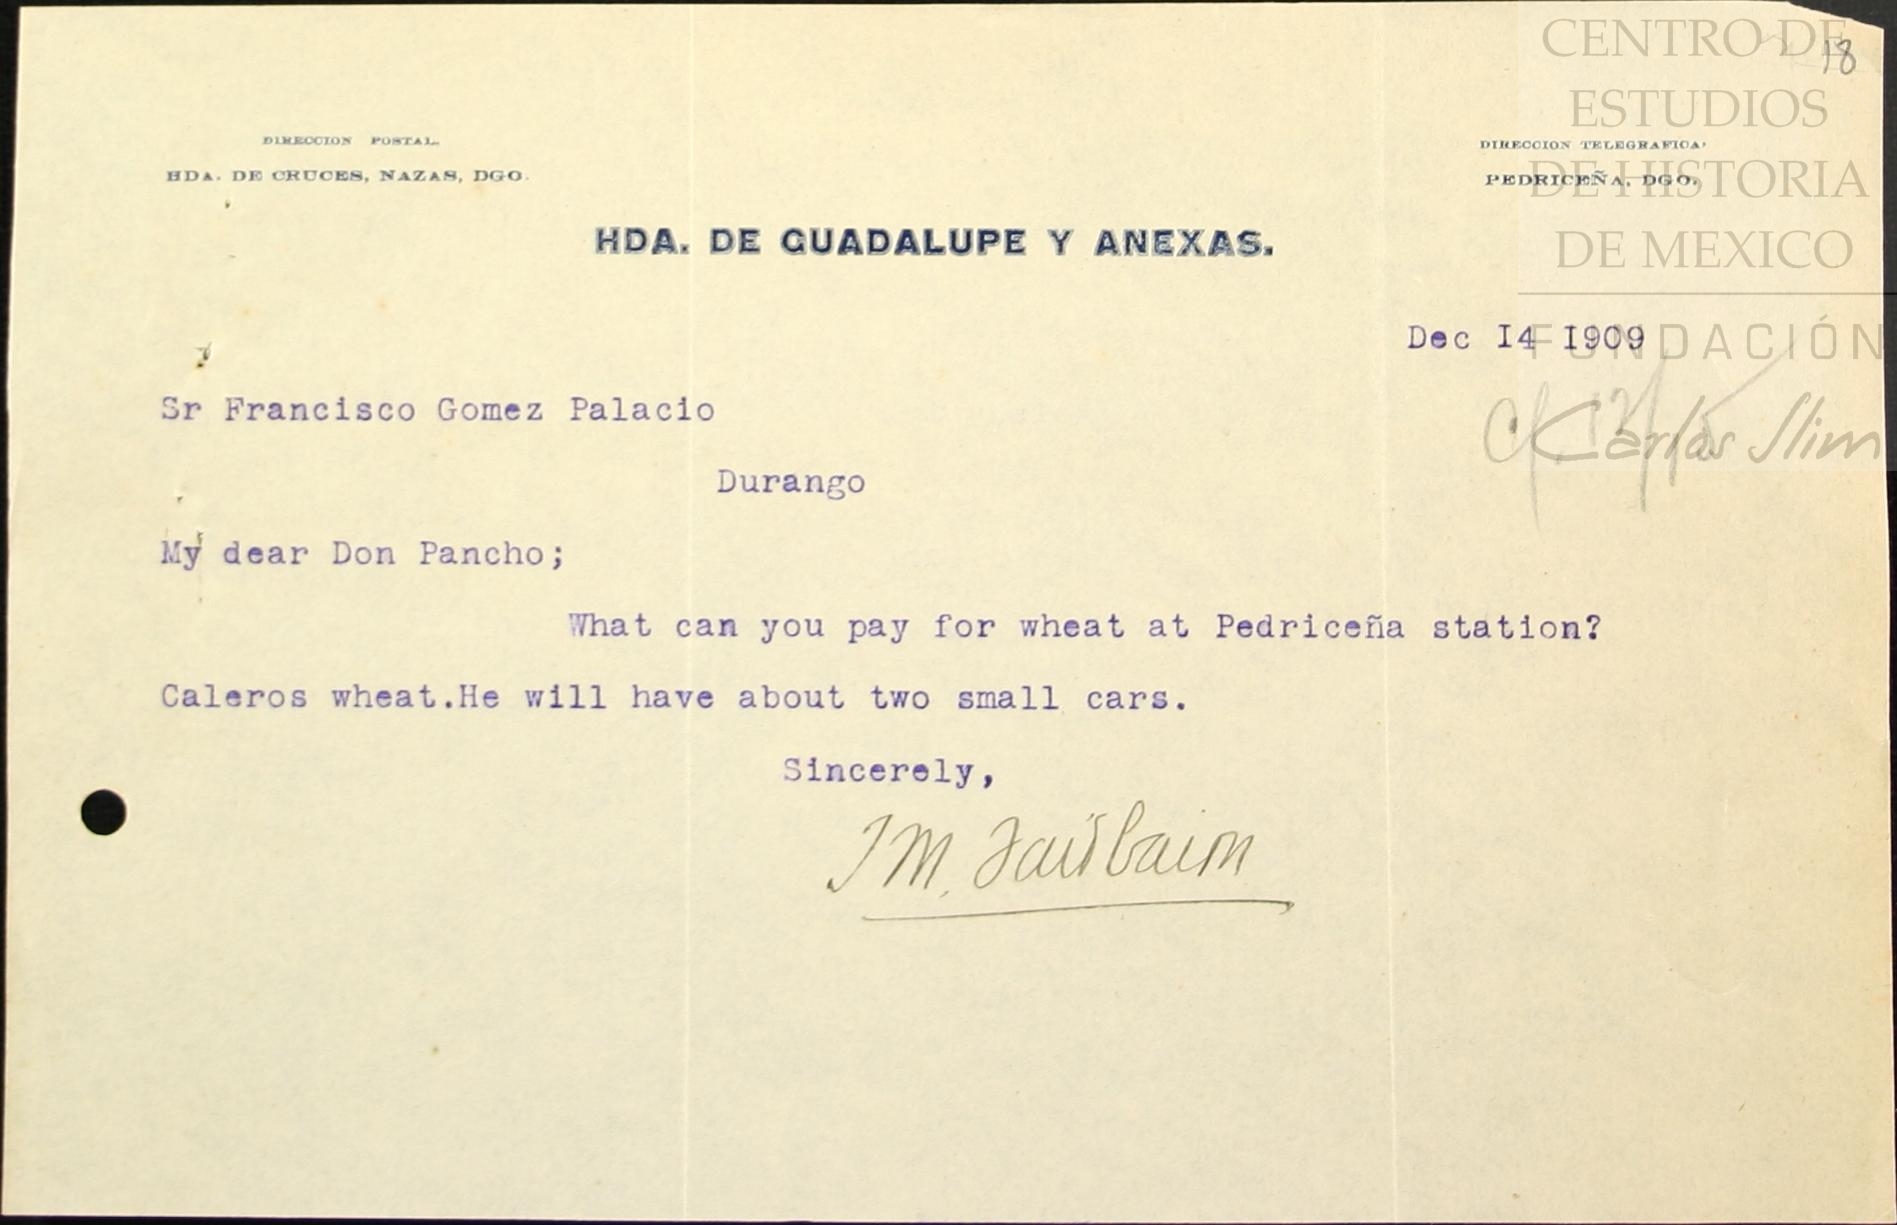 18
DIRECCION POSTAL.
HDA. DE CRUCES, NAZAS, DGO.
DIRECCION TELEGRAFICA:
PEDRICEÑA, DGO.
HDA. DE GUADALUPE Y ANEXAS.
Dec I4 I909
Sr Francisco Gomez Palacio
Durango
My dear Don Pancho;
What can you pay for wheat at Pedriceña station?
Caleros wheat.He will have about two small cars.
Sincerely,
J M. Fairbairn
CENTRO DE
ESTUDIOS
DE HISTORIA
DE MEXICO
FUNDACIÓN
Carlos Slim